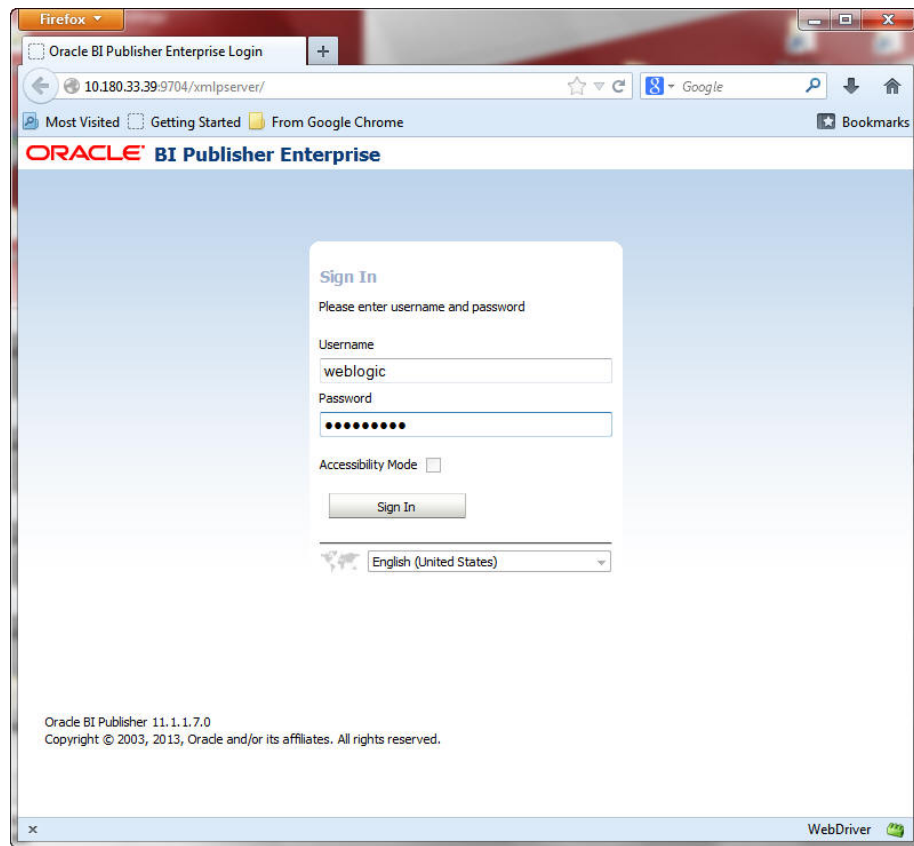 Firefox
Oracle BI Publisher Enterprise Login
10.180.33.39:9704/xmlpserver/
8 Google
Most Visited Getting Started From Google Chrome Bookmarks
ORACLE BI Publisher Enterprise
Sign In
Please enter username and password
Username
weblogic
Password
•••••••••
Accessibility Mode
Sign In
English (United States)
Oracle BI Publisher 11.1.1.7.0
Copyright © 2003, 2013, Oracle and/or its affiliates. All rights reserved.
x WebDriver